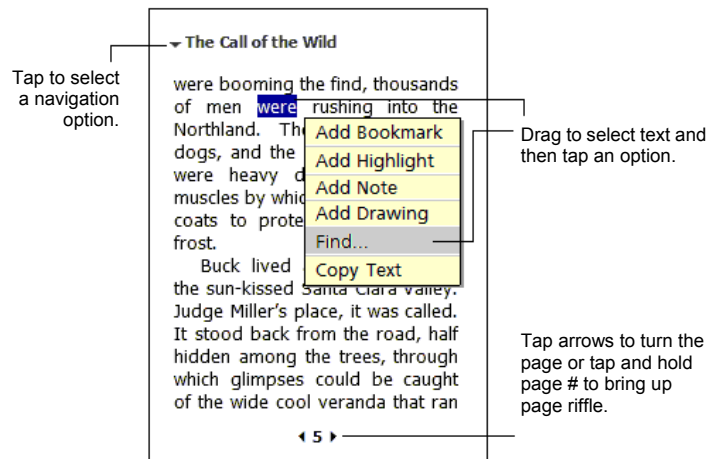 The Call of the Wild
Tap to select
a navigation
option.
were booming the find, thousands
of men were rushing into the
Northland. The
dogs, and the
were heavy d
muscles by whic
coats to prote
frost.
Buck lived
the sun-kissed Santa Clara Valley.
Judge Miller's place, it was called.
It stood back from the road, half
hidden among the trees, through
which glimpses could be caught
of the wide cool veranda that ran
Add Bookmark
Add Highlight
Add Note
Add Drawing
Find...
Copy Text
Drag to select text and
then tap an option.
Tap arrows to turn the
page or tap and hold
page # to bring up
page riffle.
5